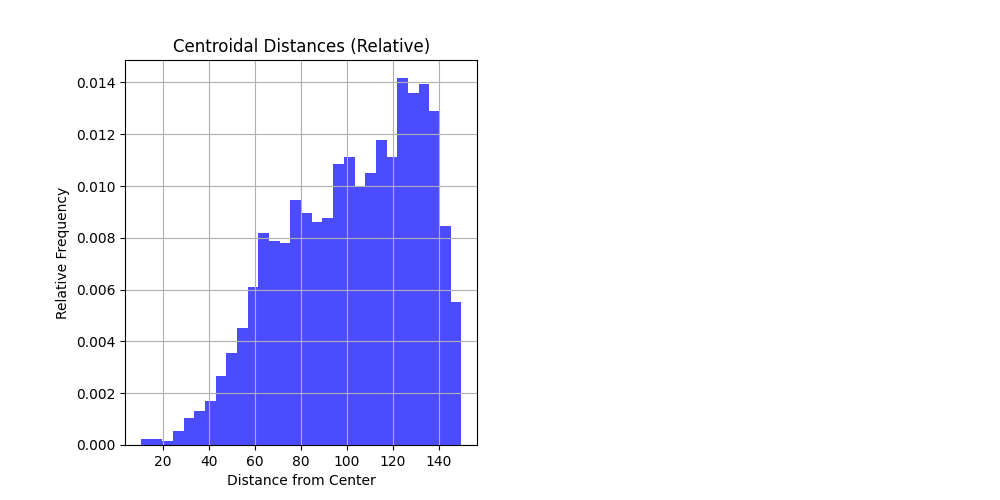 Centroidal Distances (Relative)
Relative Frequency
0.014
0.012
0.010
0.008
0.006
0.004
0.002
0.000
20 40 60 80 100 120 140
Distance from Center